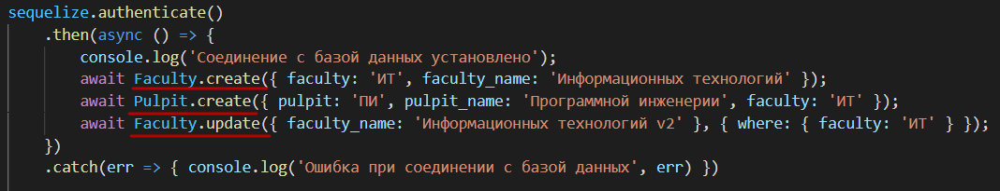 sequelize.authenticate()
.then(async () => {
console.log('Соединение с базой данных установлено');
await Faculty.create({ faculty: 'ИТ', faculty_name: 'Информационных технологий' });
await Pulpit.create({ pulpit: 'ПИ', pulpit_name: 'Программной инженерии', faculty: 'ИТ' });
await Faculty.update({ faculty_name: 'Информационных технологий v2' }, { where: { faculty: 'ИТ' } });
})
.catch(err => { console.log('Ошибка при соединении с базой данных', err) })